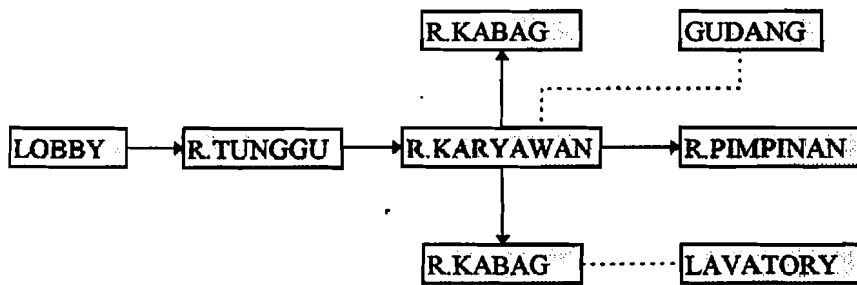 R.KABAG
GUDANG
LOBBY
R.TUNGGU
R.KARYAWAN
R.PIMPINAN
R.KABAG
LAVATORY